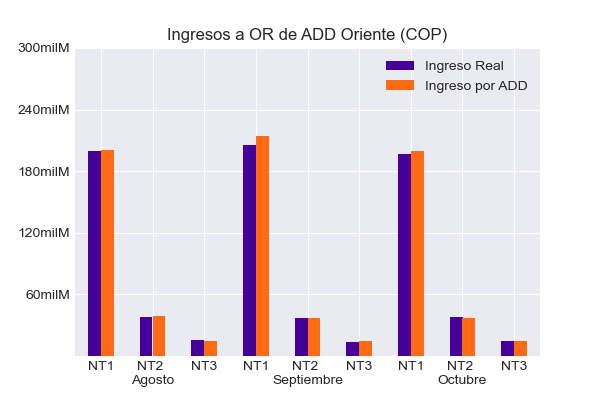 Ingresos a OR de ADD Oriente (COP)
300milM
240milM
180milM
120milM
60milM
Ingreso Real
Ingreso por ADD
NT1 NT2 NT3 NT1 NT2 NT3 NT1 NT2 NT3
Agosto Septiembre Octubre